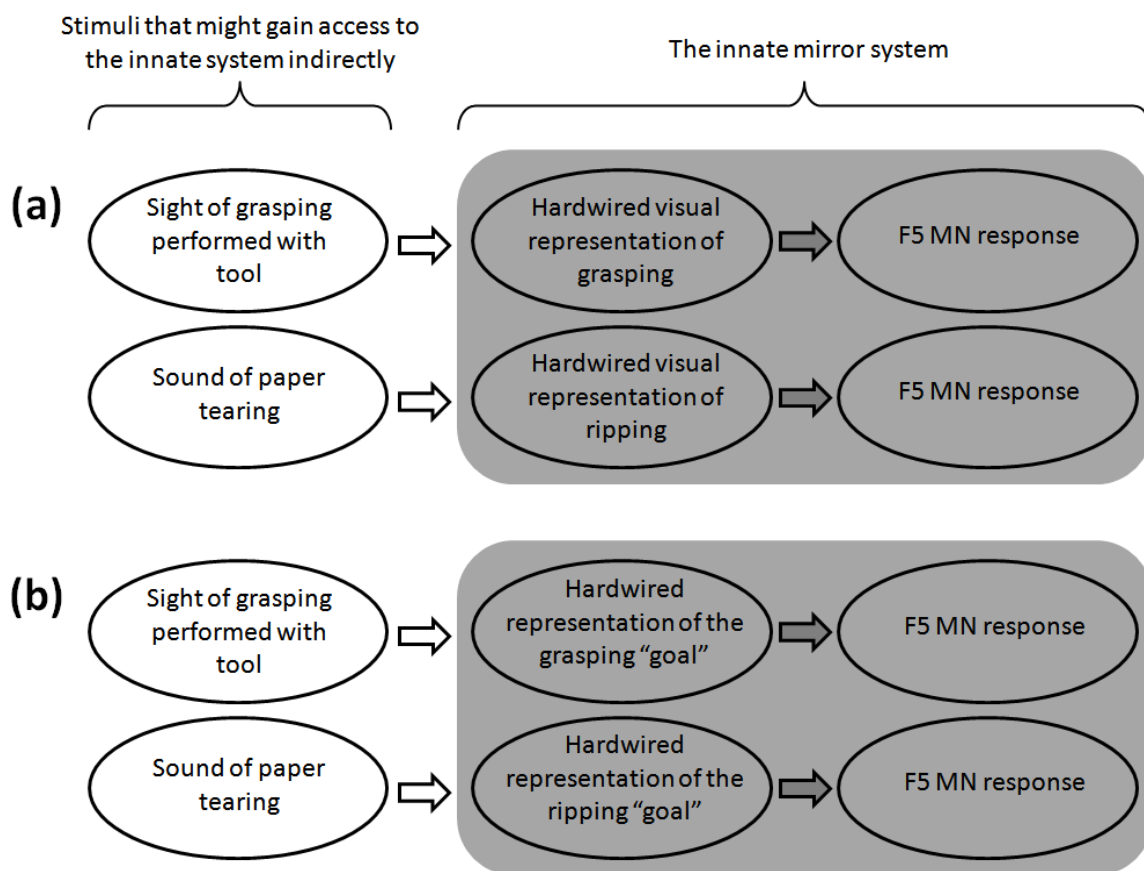 Stimuli that might gain access to
the innate system indirectly
The innate mirror system
(a)
Sight of grasping
performed with
tool
Hardwired visual
representation of
grasping
F5 MN response
Sound of paper
tearing
Hardwired visual
representation of
ripping
F5 MN response
(b)
Sight of grasping
performed with
tool
Hardwired
representation of the
grasping “goal”
F5 MN response
Sound of paper
tearing
Hardwired
representation of the
ripping “goal”
F5 MN response